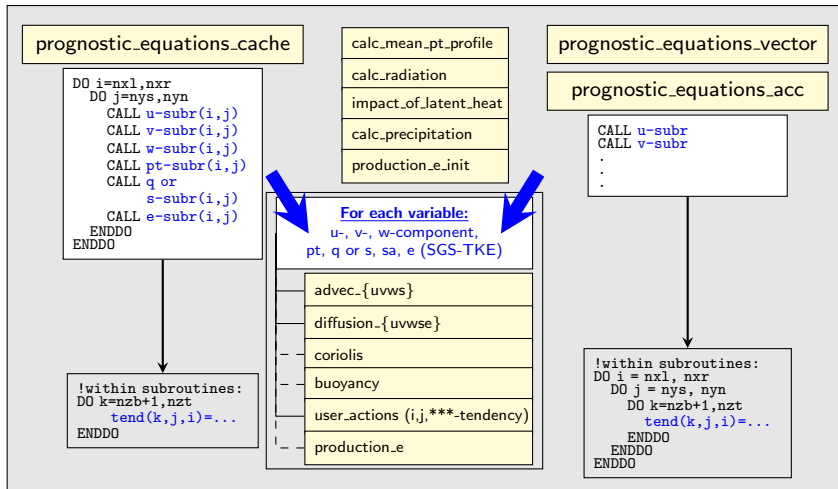 prognostic_equations_cache
DO i=nxl,nxr
DO j=nys,nyn
CALL u-subr(i,j)
CALL v-subr(i,j)
CALL w-subr(i,j)
CALL pt-subr(i,j)
CALL q or
s-subr(i,j)
CALL e-subr(i,j)
ENDDO
ENDDO
!within subroutines:
DO k=nzb+1,nzt
tend(k,j,i)=...
ENDDO
calc_mean_pt_profile
calc_radiation
impact_of_latent_heat
calc_precipitation
production_e_init
For each variable:
u-, v-, w-component,
pt, q or s, sa, e (SGS-TKE)
advec_{uvws}
diffusion_{uvwse}
coriolis
buoyancy
user_actions (i,j,***-tendency)
production_e
prognostic_equations_vector
prognostic_equations_acc
CALL u-subr
CALL v-subr
.
.
.
!within subroutines:
DO i = nxl, nxr
DO j = nys, nyn
DO k=nzb+1,nzt
tend(k,j,i)=...
ENDDO
ENDDO
ENDDO